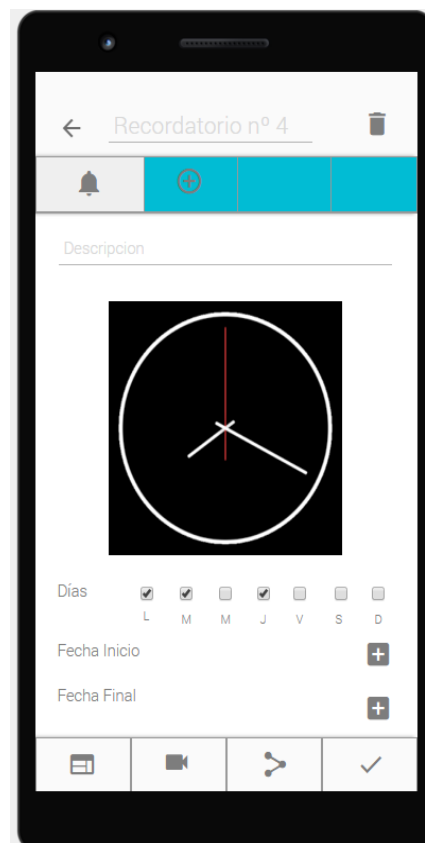 Recordatorio nº 4
Descripcion
Días
L M M J V S D
Fecha Inicio
Fecha Final